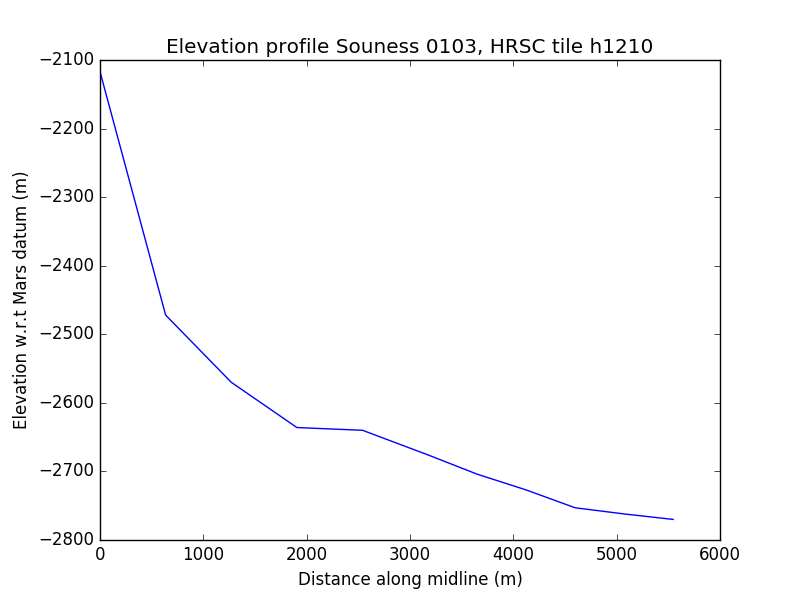 Elevation profile Souness 0103, HRSC tile h1210
−2100
−2200
−2300
−2400
−2500
−2600
−2700
−2800
Elevation w.r.t Mars datum (m)
0 1000 2000 3000 4000 5000 6000
Distance along midline (m)